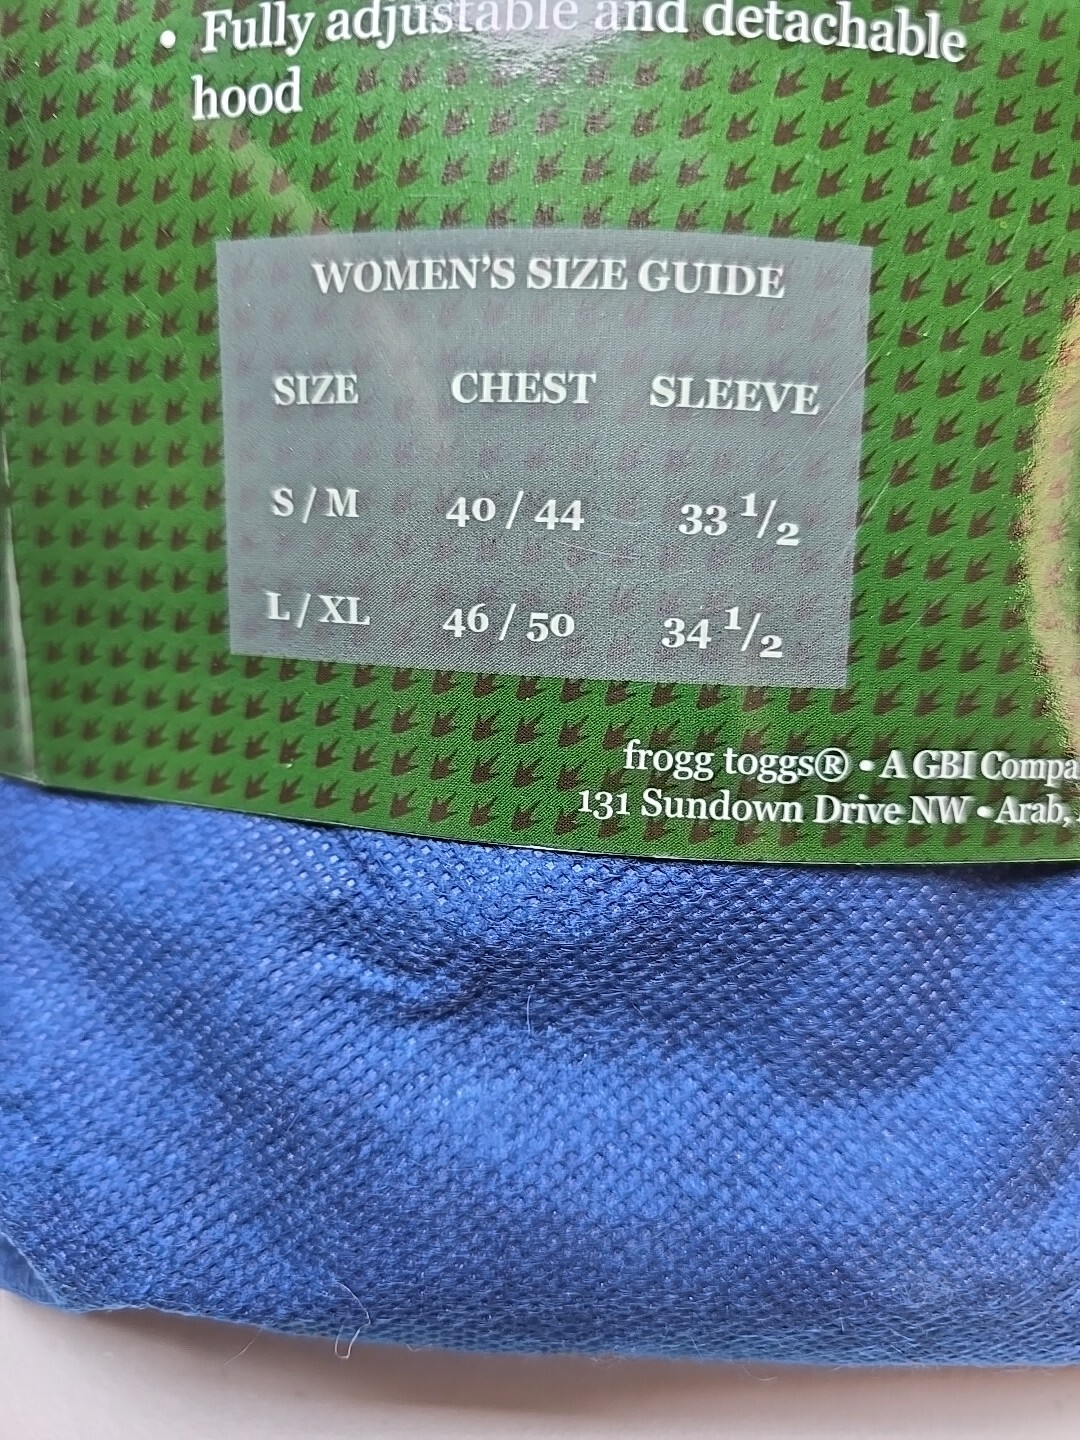 • Fully adjustable and detachable
hood
WOMEN'S SIZE GUIDE
SIZE CHEST SLEEVE
S / M 40 / 44 33 1/2
L / XL 46 / 50 34 1/2
frogg toggs® • A GBI Compa
131 Sundown Drive NW • Arab,